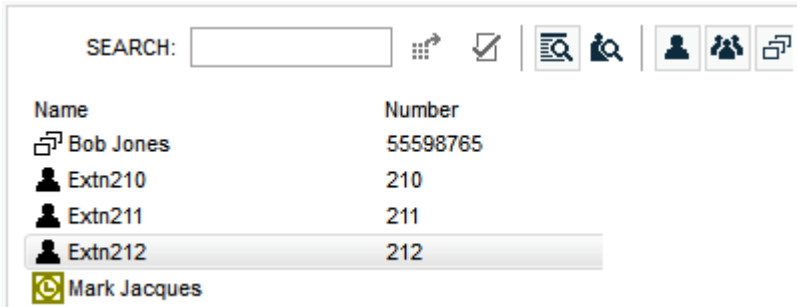 SEARCH:
Name Number
Bob Jones 55598765
Extn210 210
Extn211 211
Extn212 212
Mark Jacques